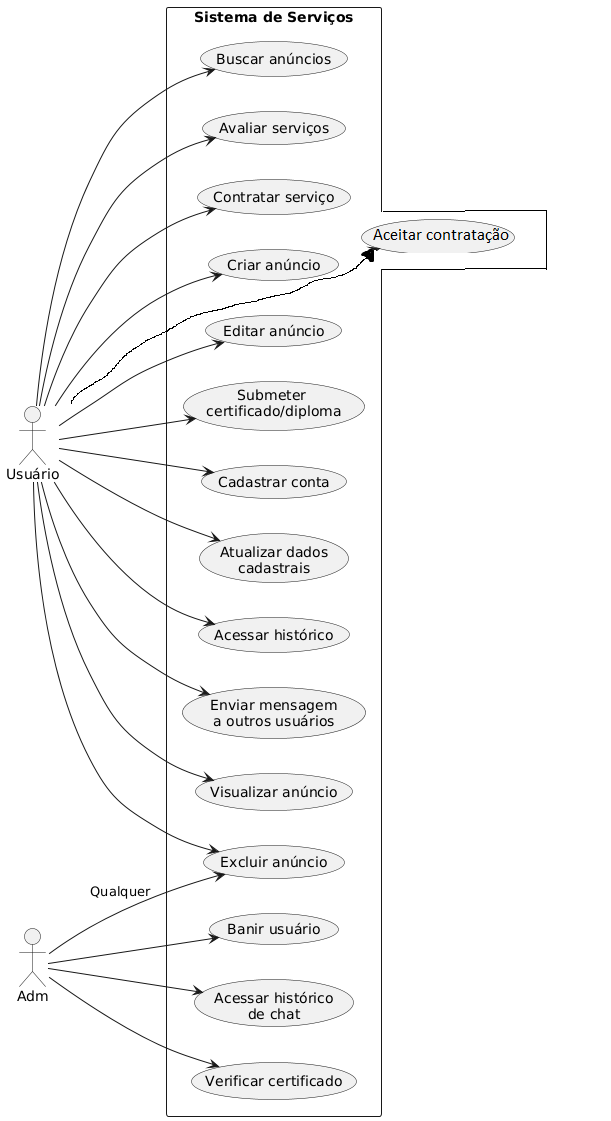 Sistema de Serviços
Buscar anúncios
Avaliar serviços
Contratar serviço
Aceitar contratação
Criar anúncio
Editar anúncio
Submeter
certificado/diploma
Usuário
Cadastrar conta
Atualizar dados
cadastrais
Acessar histórico
Enviar mensagem
a outros usuários
Visualizar anúncio
Excluir anúncio
Qualquer
Banir usuário
Adm
Acessar histórico
de chat
Verificar certificado